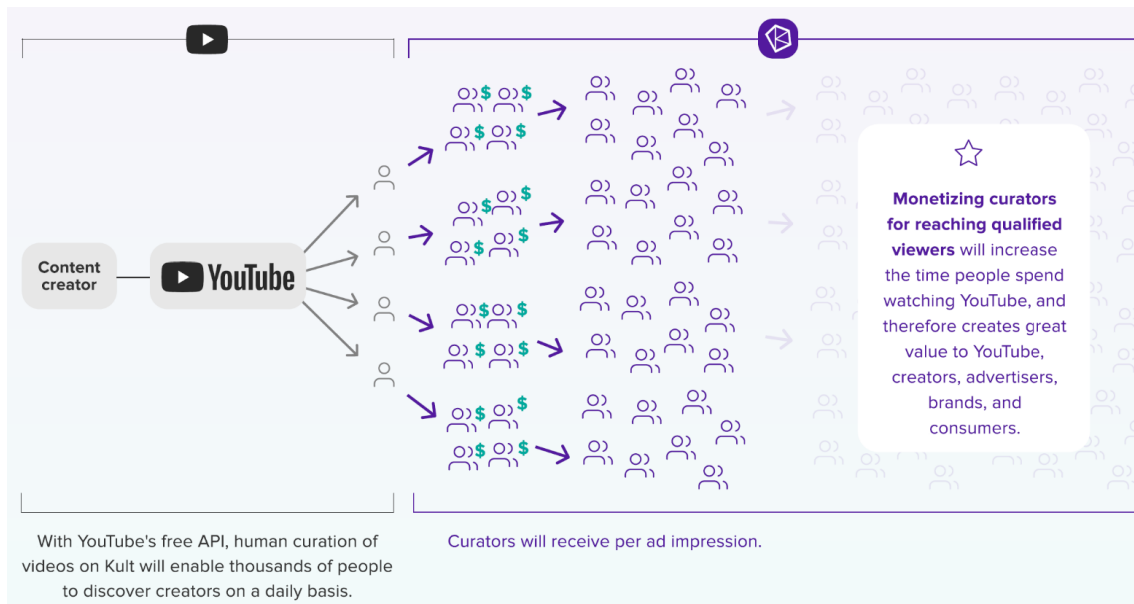 Content
creator
YouTube
$ $
$ $
$ $
$ $
$ $
$ $
$ $
$ $
Monetizing curators
for reaching qualified
viewers will increase
the time people spend
watching YouTube, and
therefore creates great
value to YouTube,
creators, advertisers,
brands, and
consumers.
With YouTube's free API, human curation of
videos on Kult will enable thousands of people
to discover creators on a daily basis.
Curators will receive per ad impression.